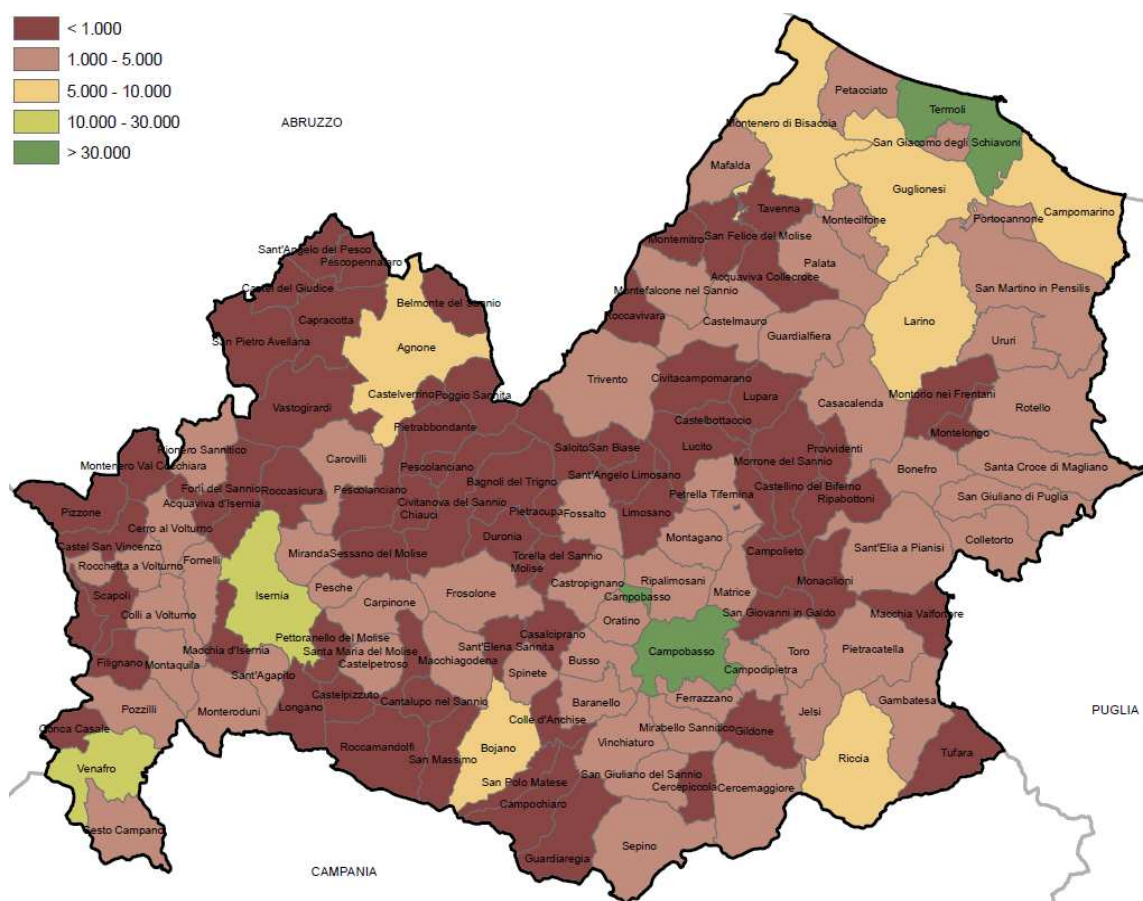 < 1.000
1.000 - 5.000
5.000 - 10.000
10.000 - 30.000
> 30.000
ABRUZZO
PUGLIA
CAMPANIA
Petacciato
Termoli
Montenero di Bisaccia
San Giacomo degli Schiavoni
Mafalda
Guglionesi
Tavenna
Montecilfone
Portocannone
Campomarino
Montemitro
San Felice del Molise
Palata
Sant'Angelo del Pesco
Pescopennataro
Acquaviva Collecroce
San Martino in Pensilis
Castel del Giudice
Belmonte del Sannio
Montefalcone nel Sannio
Capracotta
Roccavivara
Castelmauro
Larino
San Pietro Avellana
Agnone
Guardialfiera
Ururi
Trivento
Civitacampomarano
Castelverrino
Poggio Sannita
Lupara
Casacalenda
Montorio nei Frentani
Vastogirardi
Rotello
Castelbottaccio
Pietrabbondante
Montelongo
Rionero Sannitico
Carovilli
Salcito
San Biase
Lucito
Provvidenti
Montenero Val Cocchiara
Pescolanciano
Morrone del Sannio
Bonefro
Santa Croce di Magliano
Forlì del Sannio
Roccasicura
Pescolanciano
Bagnoli del Trigno
Sant'Angelo Limosano
Castellino del Biferno
Acquaviva d'Isernia
Civitanova del Sannio
Petrella Tifernina
Ripabottoni
San Giuliano di Puglia
Pizzone
Chiauci
Pietracupa
Fossalto
Limosano
Cerro al Volturno
Duronia
Montagano
Colletorto
Castel San Vincenzo
Fornelli
Miranda
Sessano del Molise
Torella del Sannio
Campolieto
Sant'Elia a Pianisi
Rocchetta a Volturno
Molise
Pesche
Castropignano
Ripalimosani
Monacilioni
Scapoli
Isernia
Carpinone
Frosolone
Campobasso
Matrice
Colli a Volturno
San Giovanni in Galdo
Macchia Valfortore
Oratino
Pettoranello del Molise
Casalciprano
Macchia d'Isernia
Santa Maria del Molise
Sant'Elena Sannita
Campobasso
Toro
Pietracatella
Filignano
Montaquila
Castelpetroso
Macchiagodena
Busso
Sant'Agapito
Spinete
Campodipietra
Castelpizzuto
Cantalupo nel Sannio
Baranello
Ferrazzano
Gambatesa
Longano
Pozzilli
Monteroduni
Colle d'Anchise
Jelsi
Conca Casale
Mirabello Sannitico
Gildone
Roccamandolfi
Bojano
Vinchiaturo
San Massimo
Riccia
Tufara
Venafro
San Polo Matese
San Giuliano del Sannio
Cercepiccola
Cercemaggiore
Campochiaro
Sesto Campano
Sepino
Guardiaregia